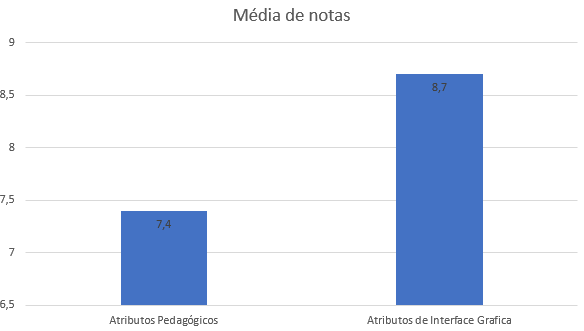 Média de notas
9
8,5
8
7,5
7
6,5
7,4
8,7
Atributos Pedagógicos
Atributos de Interface Grafica